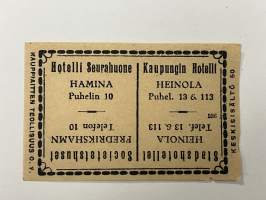 Hotelli Seurahuone
HAMINA
Puhelin 10
Kaupungin Hotelli
HEINOLA
Puhel. 13 & 113
Societetshuset
FREDRIKSHAMN
Telefon 10
Stadshotellet
HEINOLA
Telef. 13 & 113
KAUPPIAITTEN TEOLLISUUS O.Y.
KESKISISÄLTÖ 50